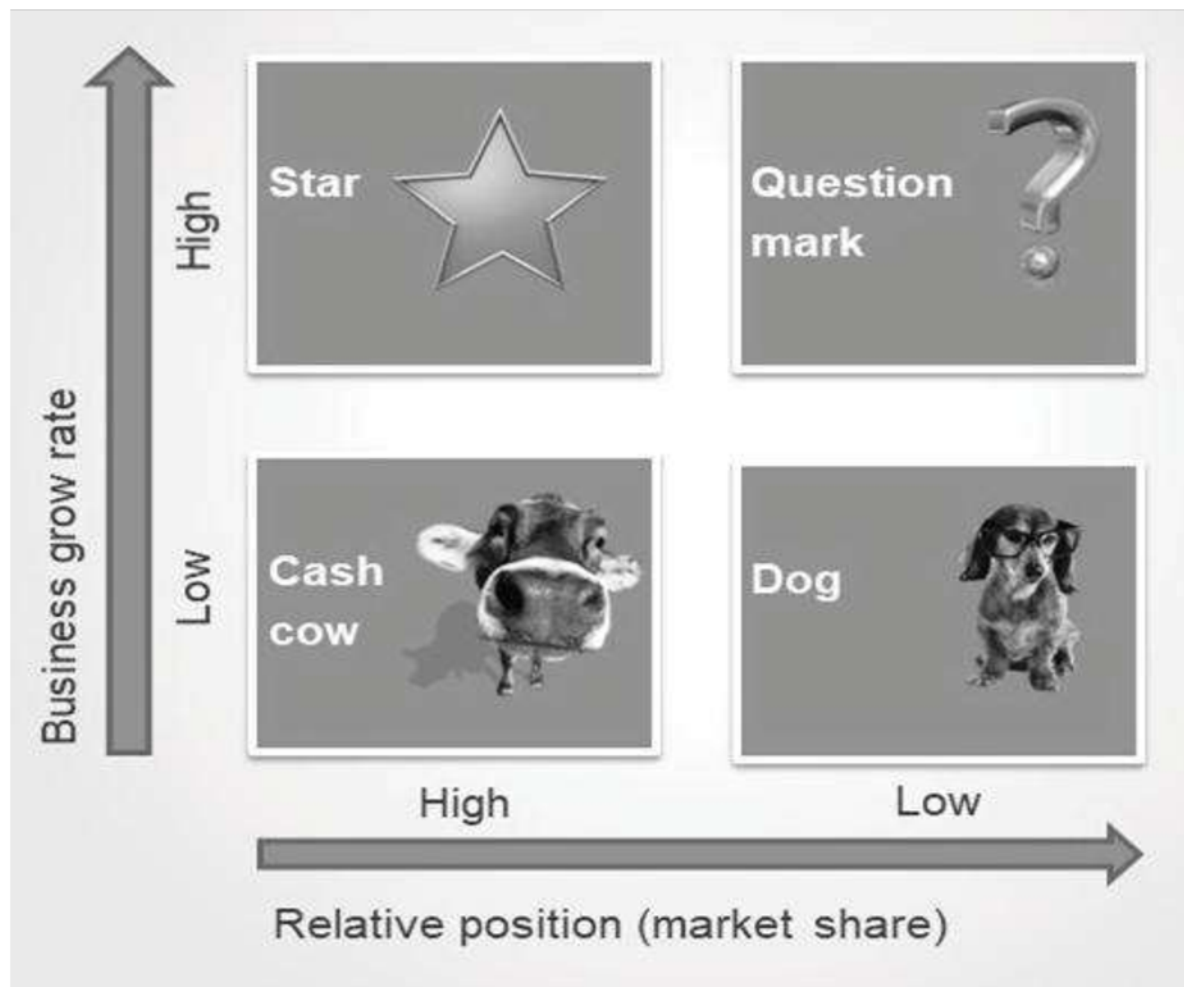 High
Star
Question
mark
Business grow rate
Low
Cash
cow
Dog
High
Low
Relative position (market share)